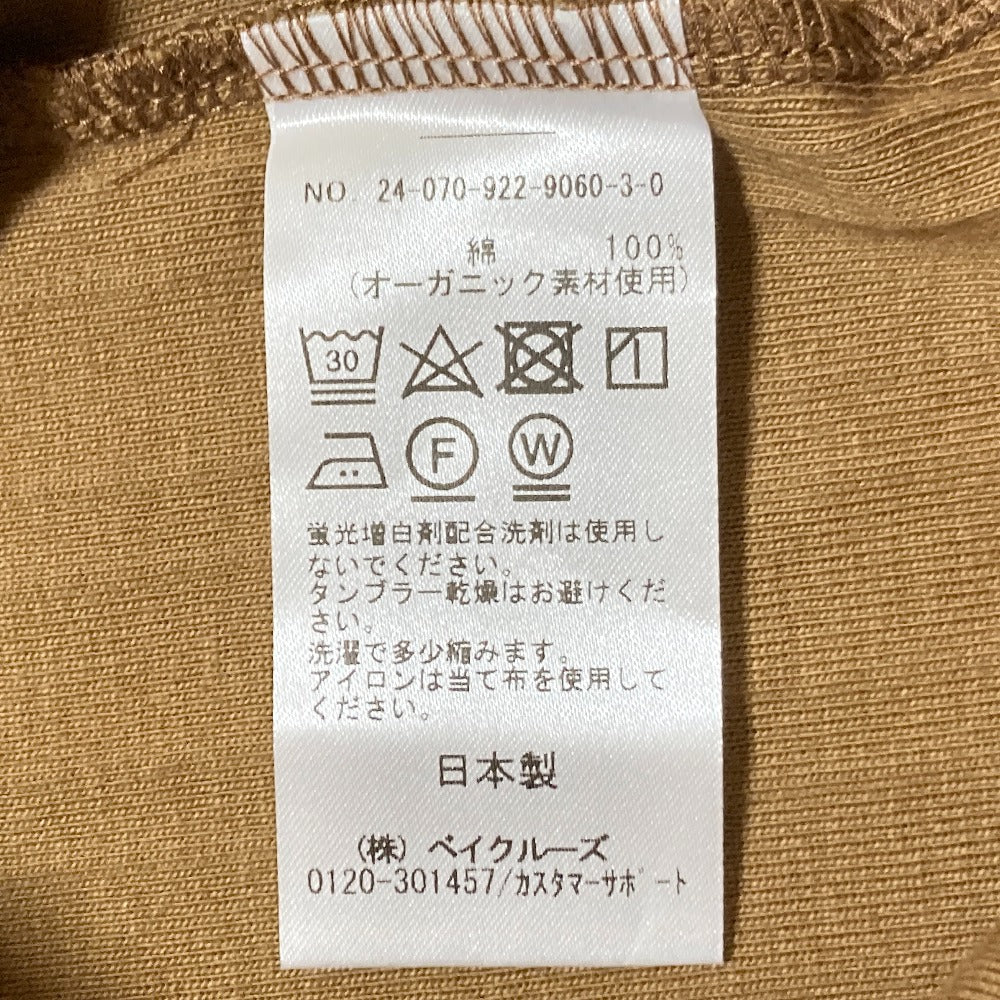 NO. 24-070-922-9060-3-0
綿 100%
(オーガニック素材使用)
30
F W
蛍光増白剤配合洗剤は使用し
ないでください。
タンブラー乾燥はお避けくだ
さい。
洗濯で多少縮みます。
アイロンは当て布を使用して
ください。
日本製
(株) ベイクルーズ
0120-301457/カスタマーサポート